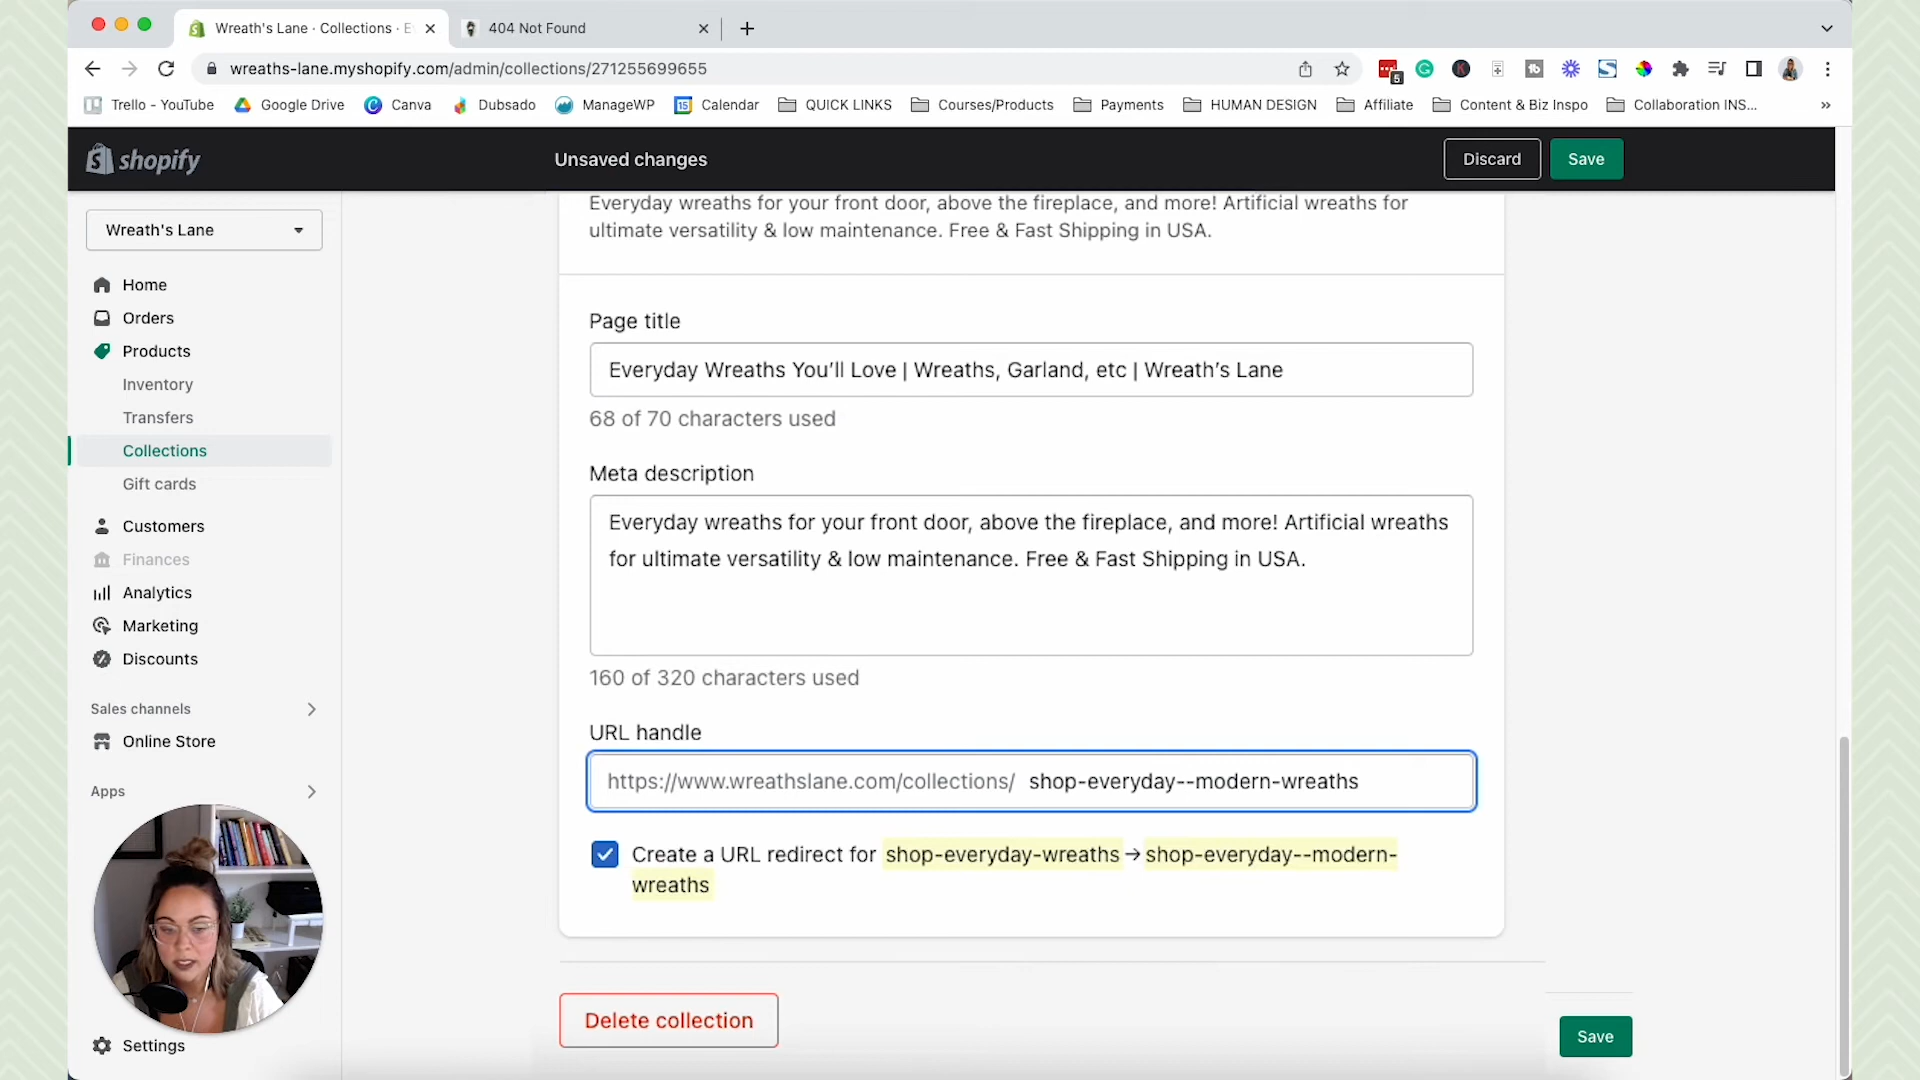 Wreath's Lane · Collections · E
404 Not Found
wreaths-lane.myshopify.com/admin/collections/271255699655
5
Trello - YouTube
Google Drive
Canva
Dubsado
ManageWP
15
Calendar
QUICK LINKS
Courses/Products
Payments
HUMAN DESIGN
Affiliate
Content & Biz Inspo
Collaboration INS...
shopify
Unsaved changes
Discard
Save
Wreath's Lane
Home
Orders
Products
Inventory
Transfers
Collections
Gift cards
Customers
Finances
Analytics
Marketing
Discounts
Sales channels
Online Store
Apps
Settings
Everyday wreaths for your front door, above the fireplace, and more! Artificial wreaths for
ultimate versatility & low maintenance. Free & Fast Shipping in USA.
Page title
Everyday Wreaths You’ll Love | Wreaths, Garland, etc | Wreath’s Lane
68 of 70 characters used
Meta description
Everyday wreaths for your front door, above the fireplace, and more! Artificial wreaths
for ultimate versatility & low maintenance. Free & Fast Shipping in USA.
160 of 320 characters used
URL handle
https://www.wreathslane.com/collections/ shop-everyday--modern-wreaths
Create a URL redirect for shop-everyday-wreaths → shop-everyday--modern-
wreaths
Delete collection
Save